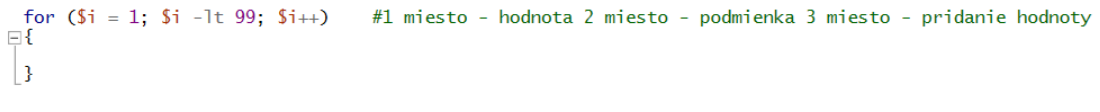 for ($i = 1; $i -lt 99; $i++) #1 miesto - hodnota 2 miesto - podmienka 3 miesto - pridanie hodnoty
{
}